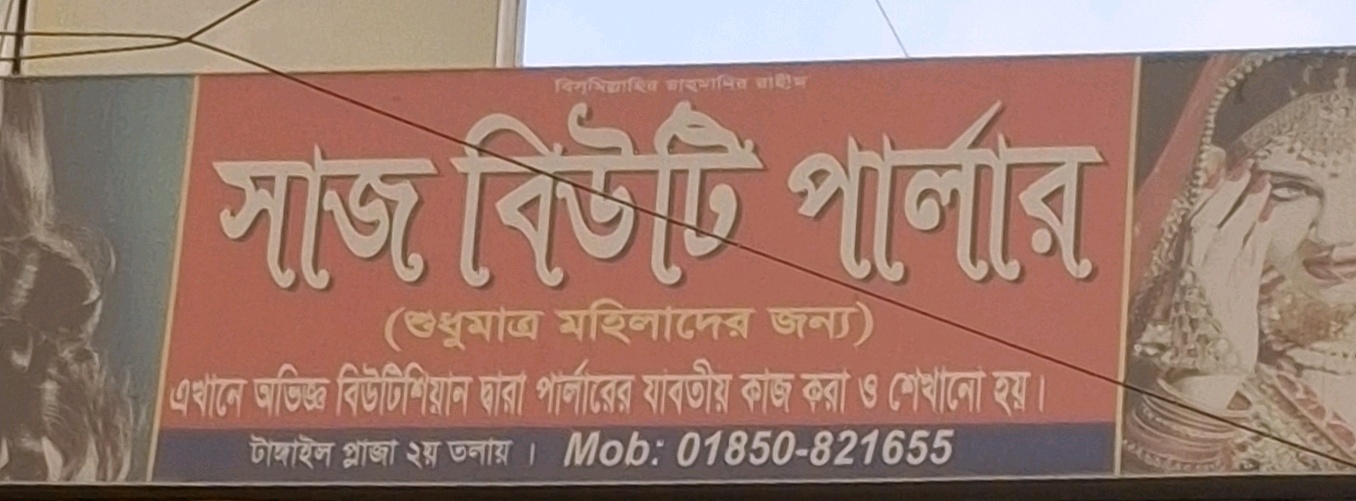 বিসমিল্লাহির রাহমানির রাহীম
সাজ বিউটি পার্লার
(শুধুমাত্র মহিলাদের জন্য)
এখানে অভিজ্ঞ বিউটিশিয়ান দ্বারা পার্লারের যাবতীয় কাজ করা ও শেখানো হয়।
টাঙ্গাইল প্লাজা ২য় তলায় । Mob: 01850-821655